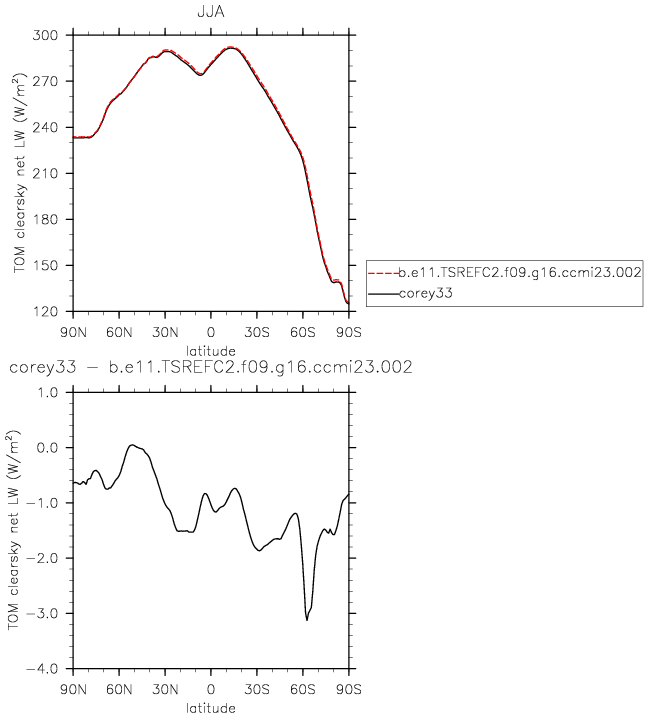 JJA
TOM clearsky net LW (W/m²)
300
270
240
210
180
150
120
90N 60N 30N 0 30S 60S 90S
latitude
b.e11.TSREFC2.f09.g16.ccmi23.002
corey33
corey33 − b.e11.TSREFC2.f09.g16.ccmi23.002
TOM clearsky net LW (W/m²)
1.0
0.0
−1.0
−2.0
−3.0
−4.0
90N 60N 30N 0 30S 60S 90S
latitude